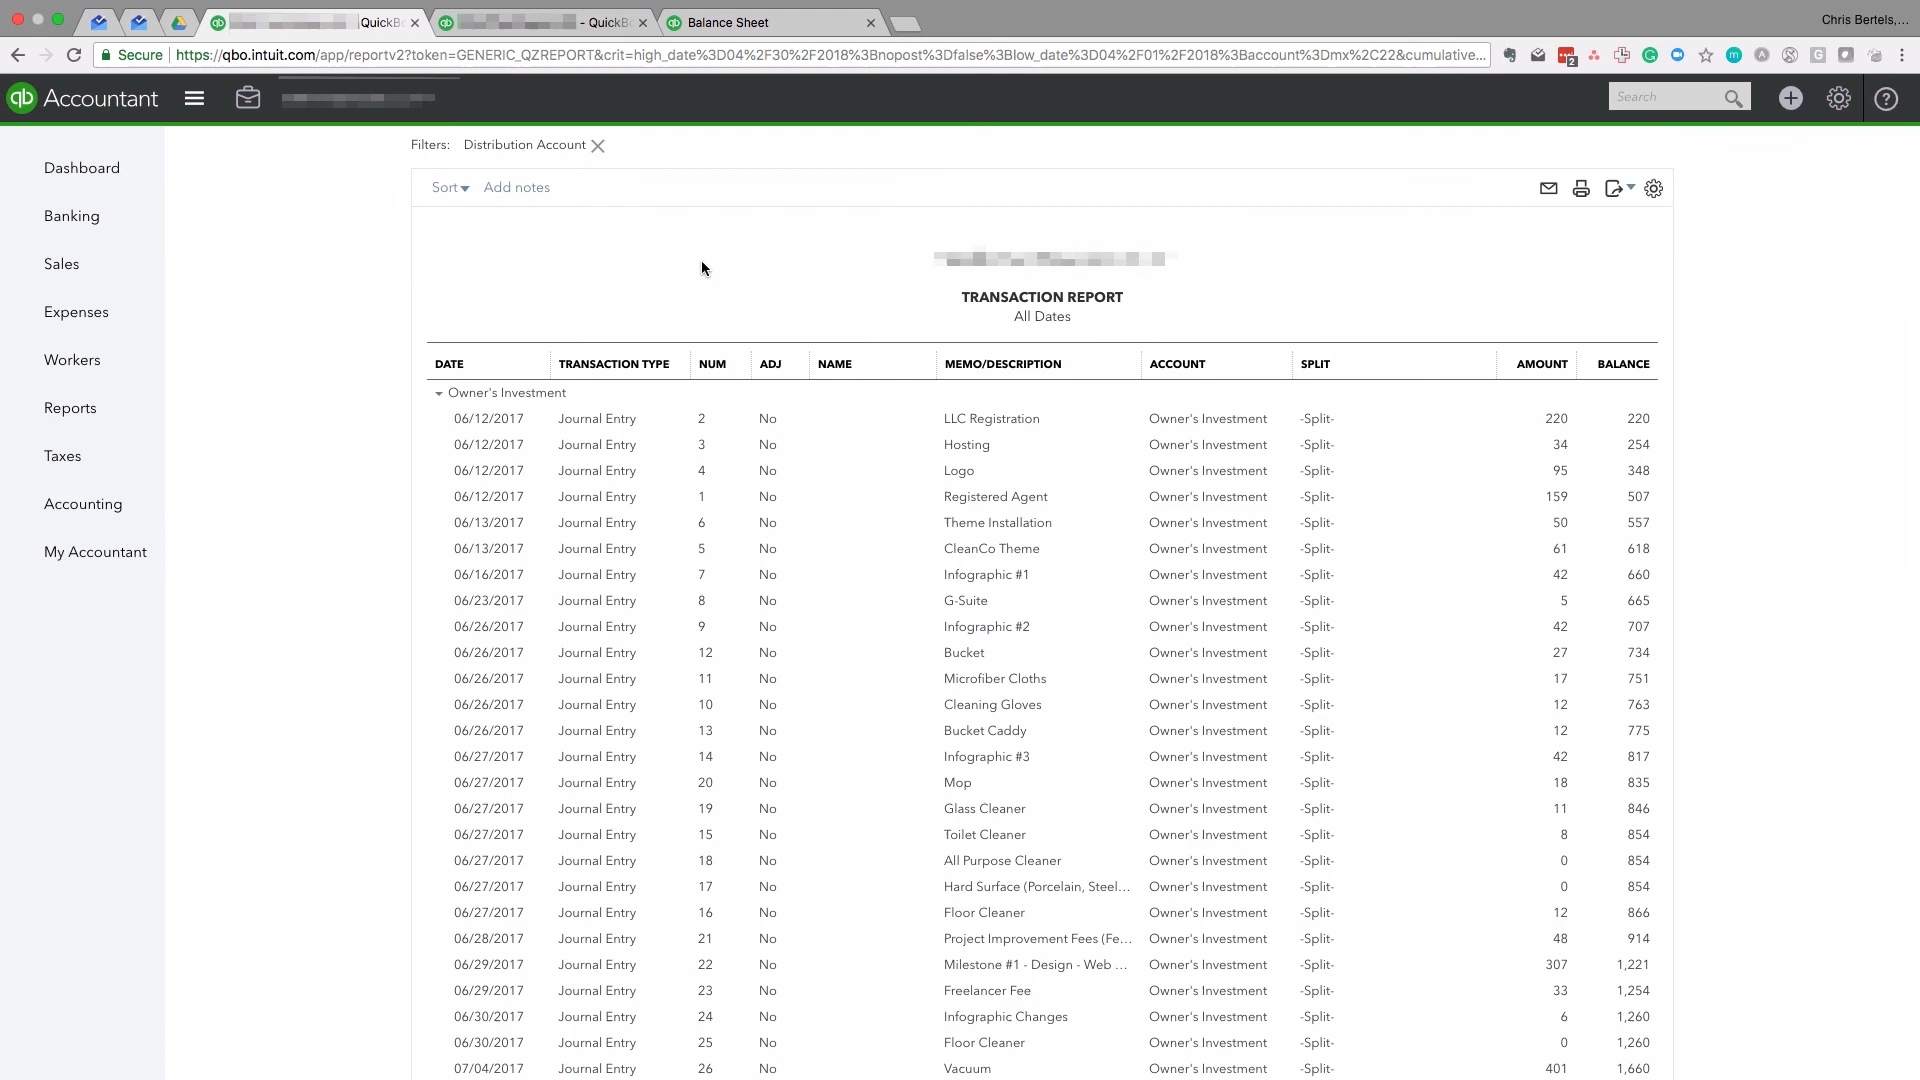 QuickBo
- QuickBo
Balance Sheet
Chris Bertels,...
Secure
https://qbo.intuit.com/app/reportv2?token=GENERIC_QZREPORT&crit=high_date%3D04%2F30%2F2018%3Bnopost%3Dfalse%3Blow_date%3D04%2F01%2F2018%3Baccount%3Dmx%2C22&cumulative...
2
qb Accountant
Search
Dashboard
Banking
Sales
Expenses
Workers
Reports
Taxes
Accounting
My Accountant
Filters: Distribution Account
Sort Add notes
TRANSACTION REPORT
All Dates
DATE TRANSACTION TYPE NUM ADJ NAME MEMO/DESCRIPTION ACCOUNT SPLIT AMOUNT BALANCE
Owner's Investment
06/12/2017 Journal Entry 2 No LLC Registration Owner's Investment -Split- 220 220
06/12/2017 Journal Entry 3 No Hosting Owner's Investment -Split- 34 254
06/12/2017 Journal Entry 4 No Logo Owner's Investment -Split- 95 348
06/12/2017 Journal Entry 1 No Registered Agent Owner's Investment -Split- 159 507
06/13/2017 Journal Entry 6 No Theme Installation Owner's Investment -Split- 50 557
06/13/2017 Journal Entry 5 No CleanCo Theme Owner's Investment -Split- 61 618
06/16/2017 Journal Entry 7 No Infographic #1 Owner's Investment -Split- 42 660
06/23/2017 Journal Entry 8 No G-Suite Owner's Investment -Split- 5 665
06/26/2017 Journal Entry 9 No Infographic #2 Owner's Investment -Split- 42 707
06/26/2017 Journal Entry 12 No Bucket Owner's Investment -Split- 27 734
06/26/2017 Journal Entry 11 No Microfiber Cloths Owner's Investment -Split- 17 751
06/26/2017 Journal Entry 10 No Cleaning Gloves Owner's Investment -Split- 12 763
06/26/2017 Journal Entry 13 No Bucket Caddy Owner's Investment -Split- 12 775
06/27/2017 Journal Entry 14 No Infographic #3 Owner's Investment -Split- 42 817
06/27/2017 Journal Entry 20 No Mop Owner's Investment -Split- 18 835
06/27/2017 Journal Entry 19 No Glass Cleaner Owner's Investment -Split- 11 846
06/27/2017 Journal Entry 15 No Toilet Cleaner Owner's Investment -Split- 8 854
06/27/2017 Journal Entry 18 No All Purpose Cleaner Owner's Investment -Split- 0 854
06/27/2017 Journal Entry 17 No Hard Surface (Porcelain, Steel... Owner's Investment -Split- 0 854
06/27/2017 Journal Entry 16 No Floor Cleaner Owner's Investment -Split- 12 866
06/28/2017 Journal Entry 21 No Project Improvement Fees (Fe... Owner's Investment -Split- 48 914
06/29/2017 Journal Entry 22 No Milestone #1 - Design - Web ... Owner's Investment -Split- 307 1,221
06/29/2017 Journal Entry 23 No Freelancer Fee Owner's Investment -Split- 33 1,254
06/30/2017 Journal Entry 24 No Infographic Changes Owner's Investment -Split- 6 1,260
06/30/2017 Journal Entry 25 No Floor Cleaner Owner's Investment -Split- 0 1,260
07/04/2017 Journal Entry 26 No Vacuum Owner's Investment -Split- 401 1,660